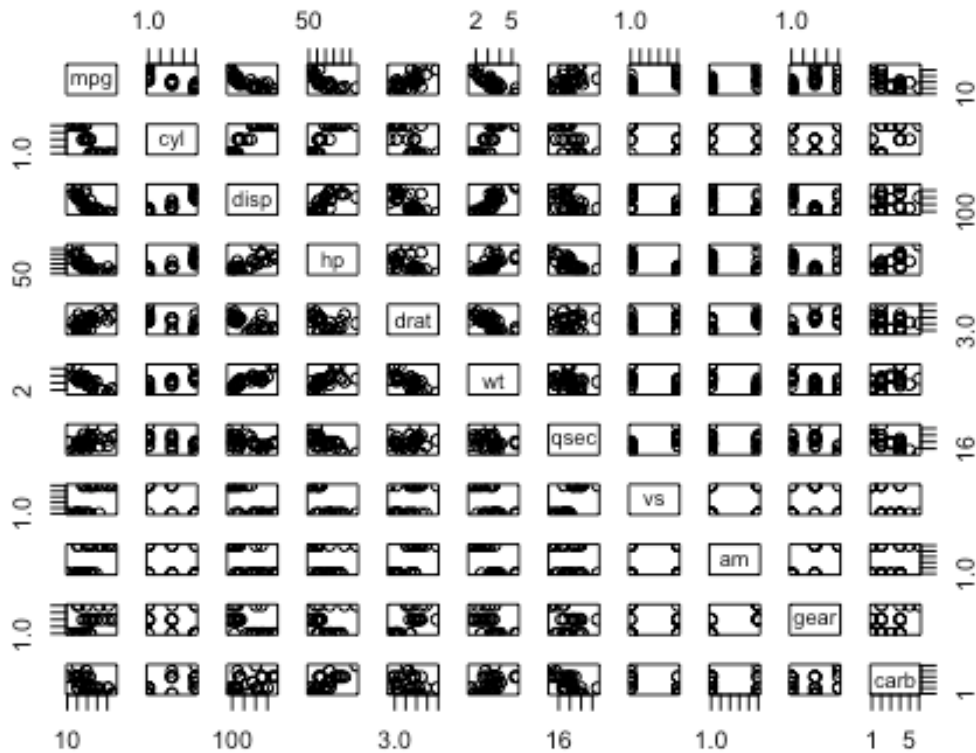 1.0 50 2 5 1.0 1.0
mpg 10
1.0 cyl
disp 100
50 hp
drat 3.0
2 wt
qsec 16
1.0 vs
am 1.0
1.0 gear
carb 1
10 100 3.0 16 1.0 1 5